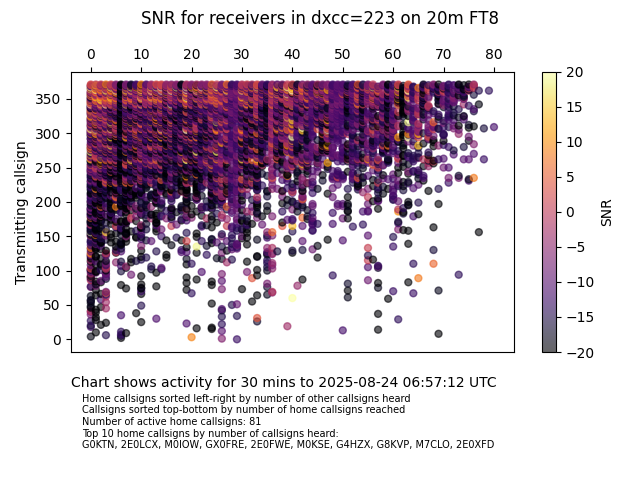 SNR for receivers in dxcc=223 on 20m FT8
0 10 20 30 40 50 60 70 80
350
300
250
200
150
100
50
0
Transmitting callsign
20
15
10
5
0
−5
−10
−15
−20
SNR
Chart shows activity for 30 mins to 2025-08-24 06:57:12 UTC
Home callsigns sorted left-right by number of other callsigns heard
Callsigns sorted top-bottom by number of home callsigns reached
Number of active home callsigns: 81
Top 10 home callsigns by number of callsigns heard:
G0KTN, 2E0LCX, M0IOW, GX0FRE, 2E0FWE, M0KSE, G4HZX, G8KVP, M7CLO, 2E0XFD